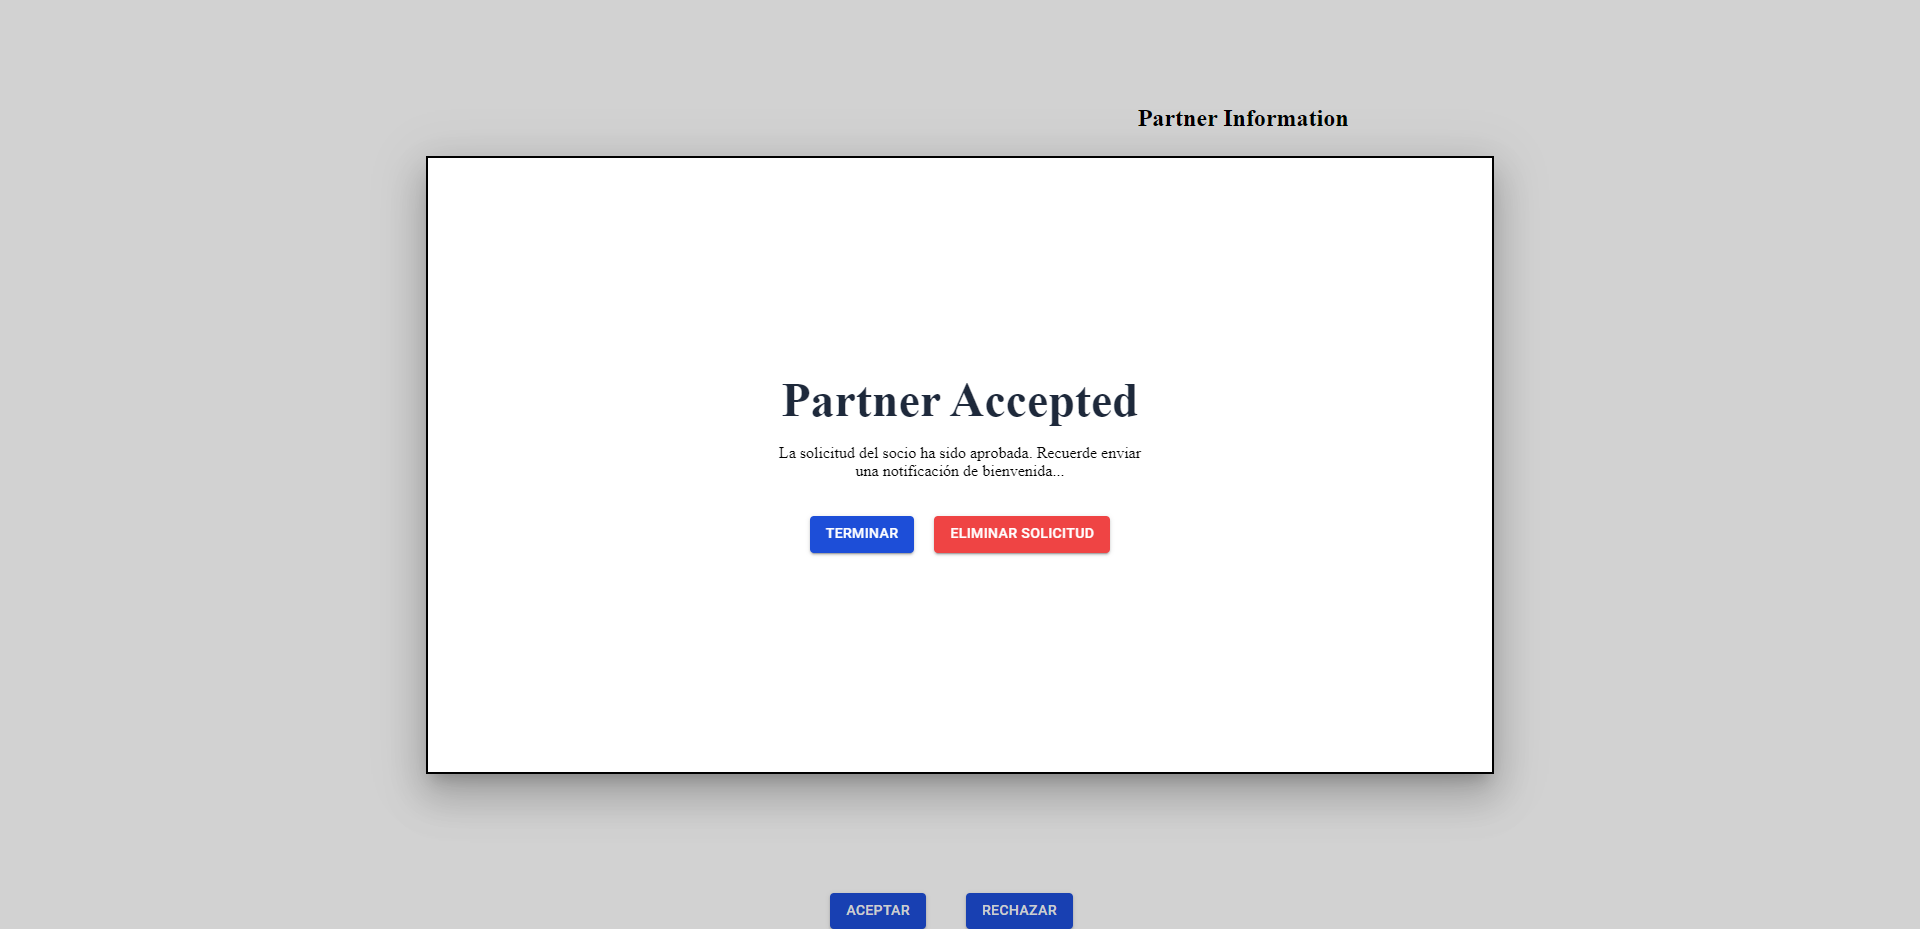 Partner Information
Partner Accepted
La solicitud del socio ha sido aprobada. Recuerde enviar
una notificación de bienvenida...
TERMINAR
ELIMINAR SOLICITUD
ACEPTAR
RECHAZAR